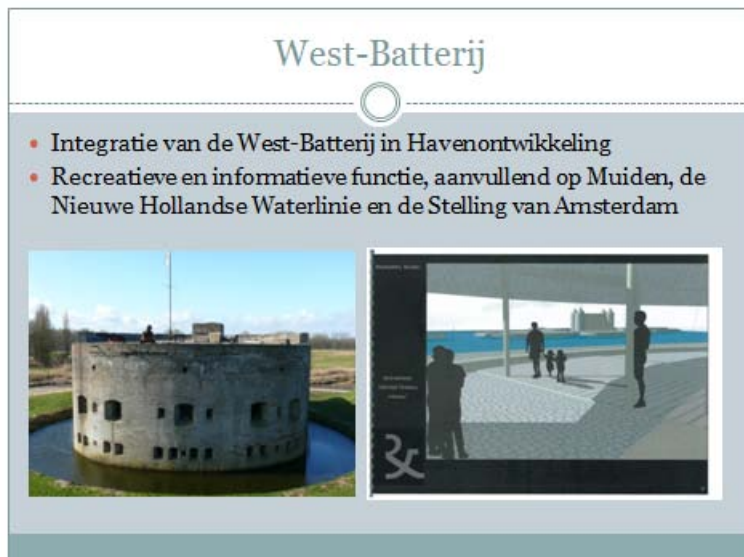 West-Batterij
• Integratie van de West-Batterij in Havenontwikkeling
• Recreatieve en informatieve functie, aanvullend op Muiden, de
Nieuwe Hollandse Waterlinie en de Stelling van Amsterdam
&